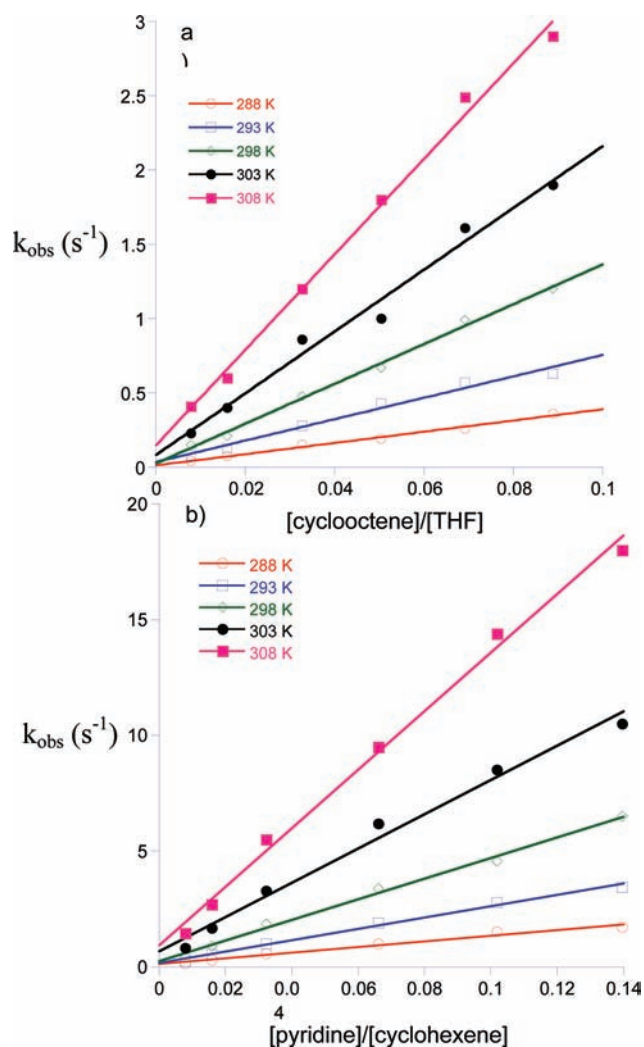 a
)
3
288 K
293 K
298 K
303 K
308 K
2.5
2
1.5
1
0.5
0
k_obs (s^-1)
0 0.02 0.04 0.06 0.08 0.1
[cyclooctene]/[THF]
b)
20
288 K
293 K
298 K
303 K
308 K
15
10
5
0
k_obs (s^-1)
0 0.02 0.0 0.06 0.08 0.1 0.12 0.14
4
[pyridine]/[cyclohexene]